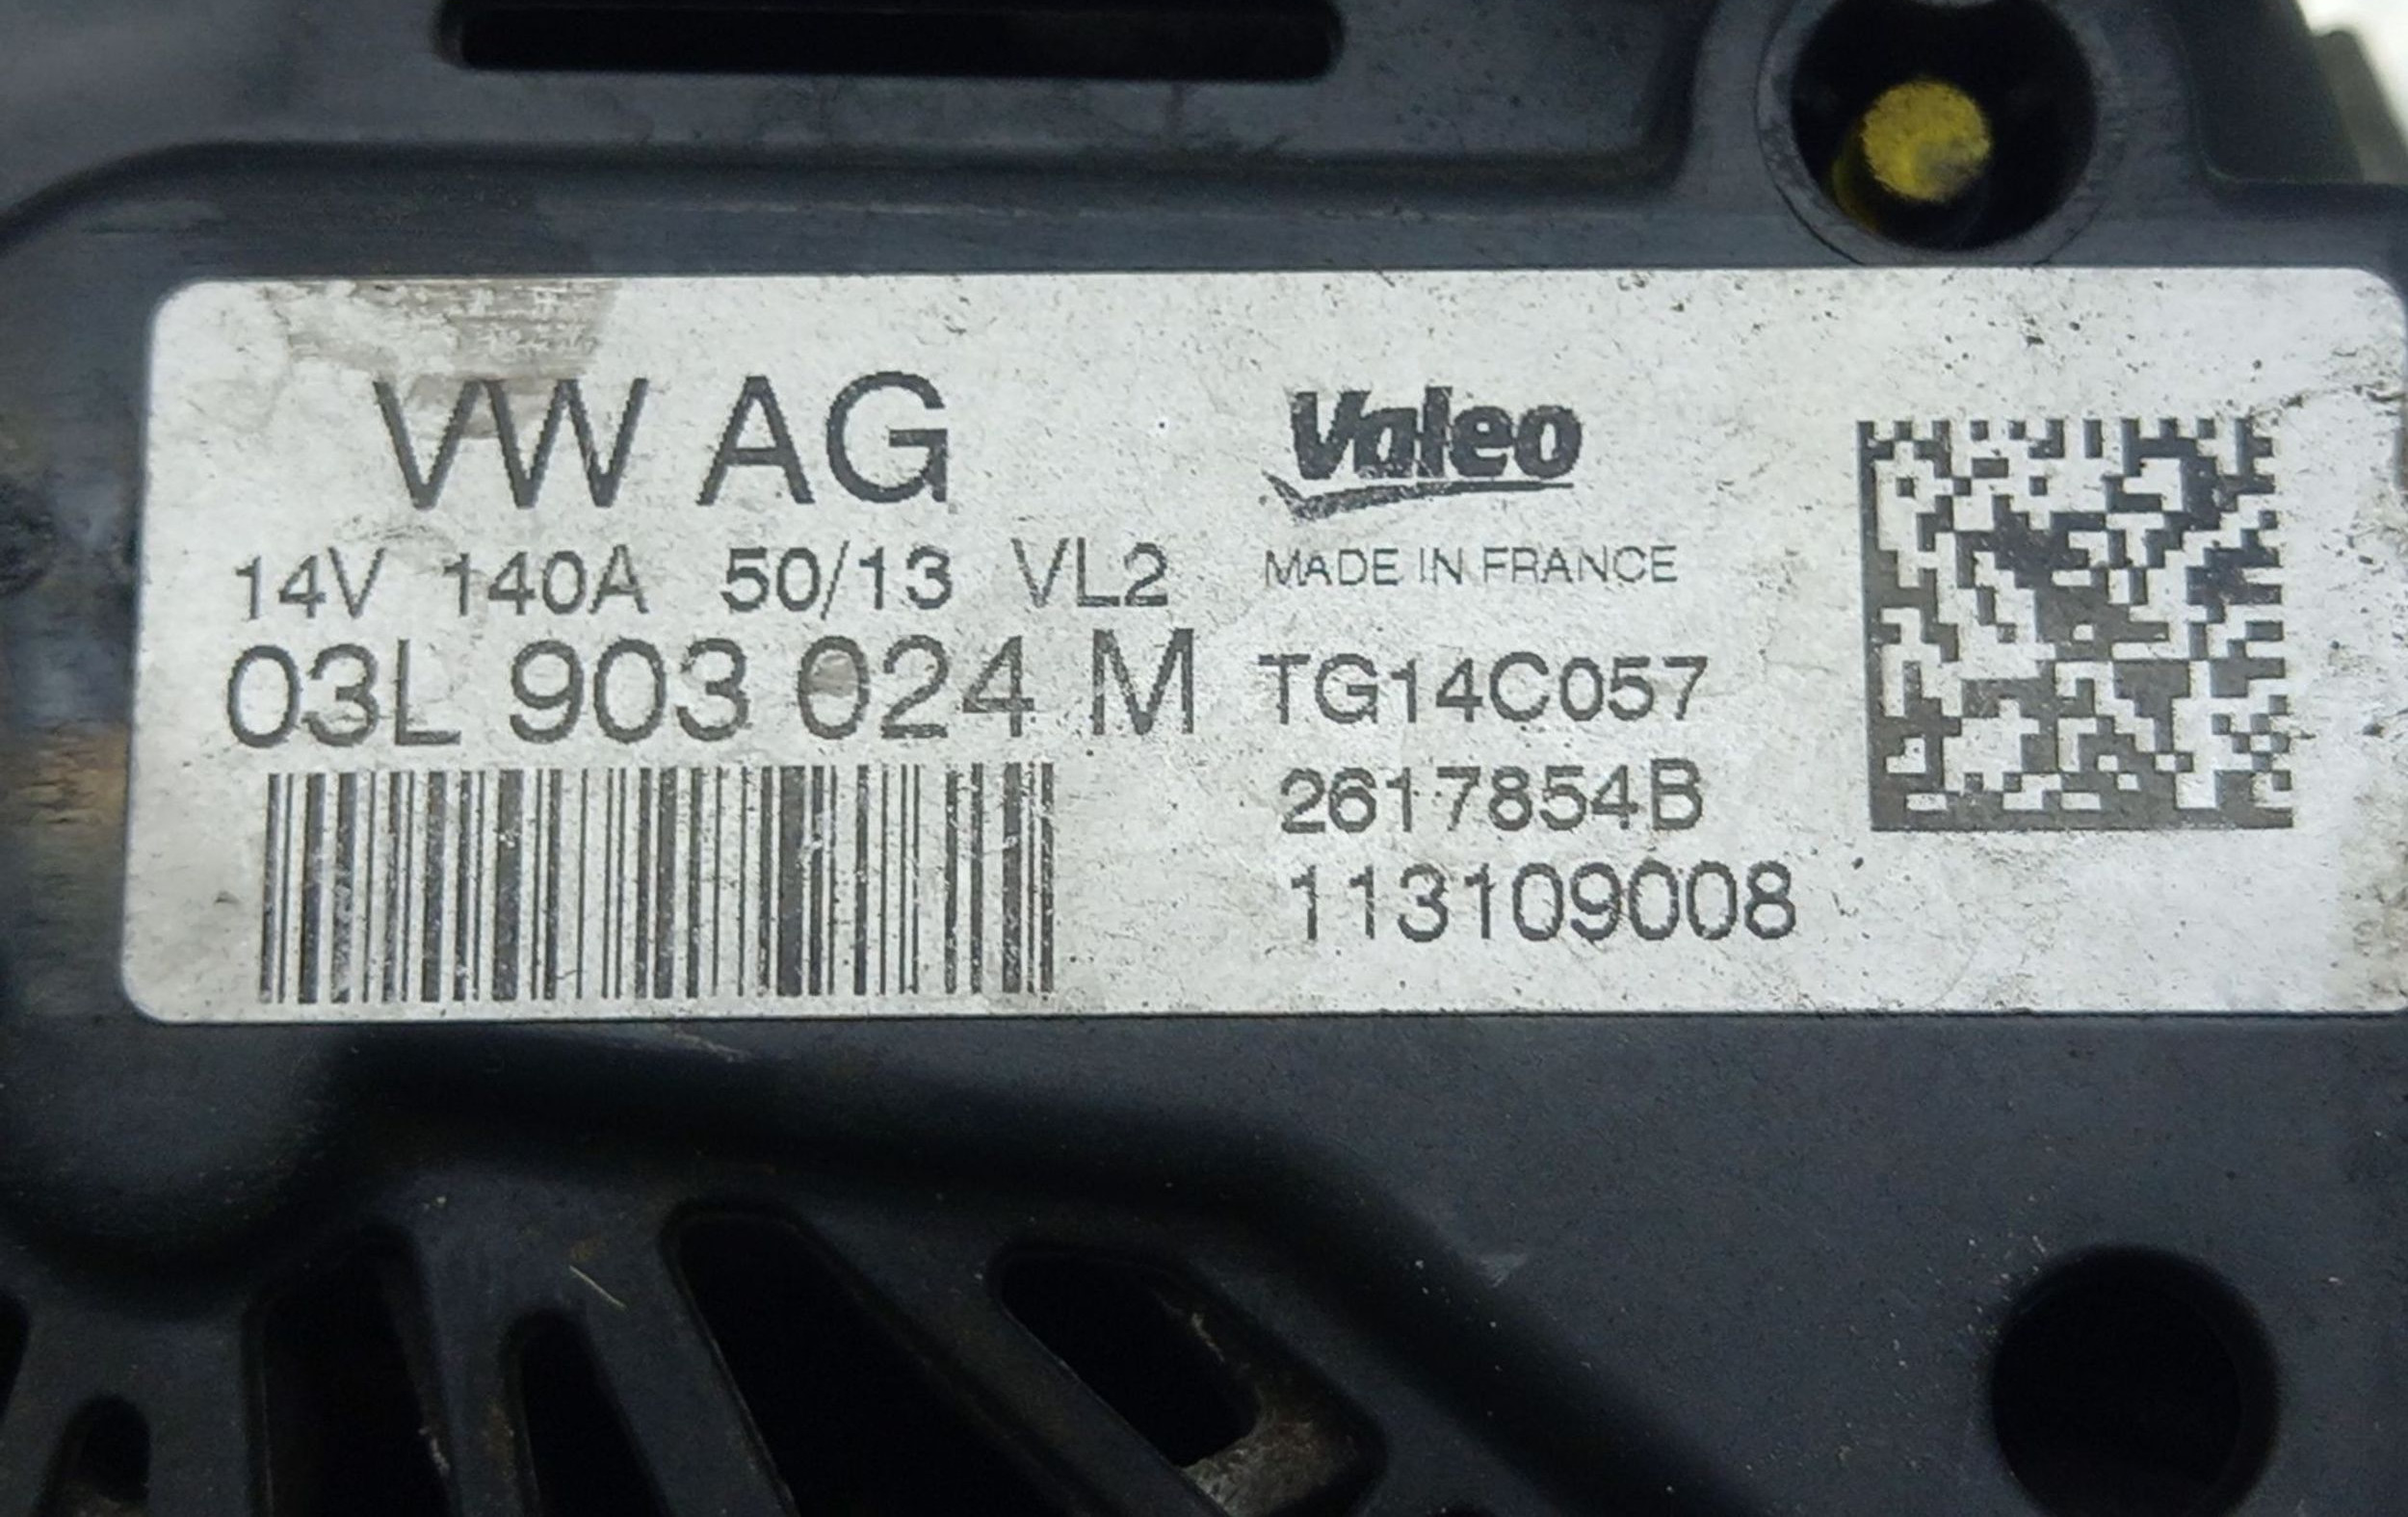 VW AG
14V 140A 50/13 VL2
03L 903 024 M
Valeo
MADE IN FRANCE
TG14C057
2617854B
113109008